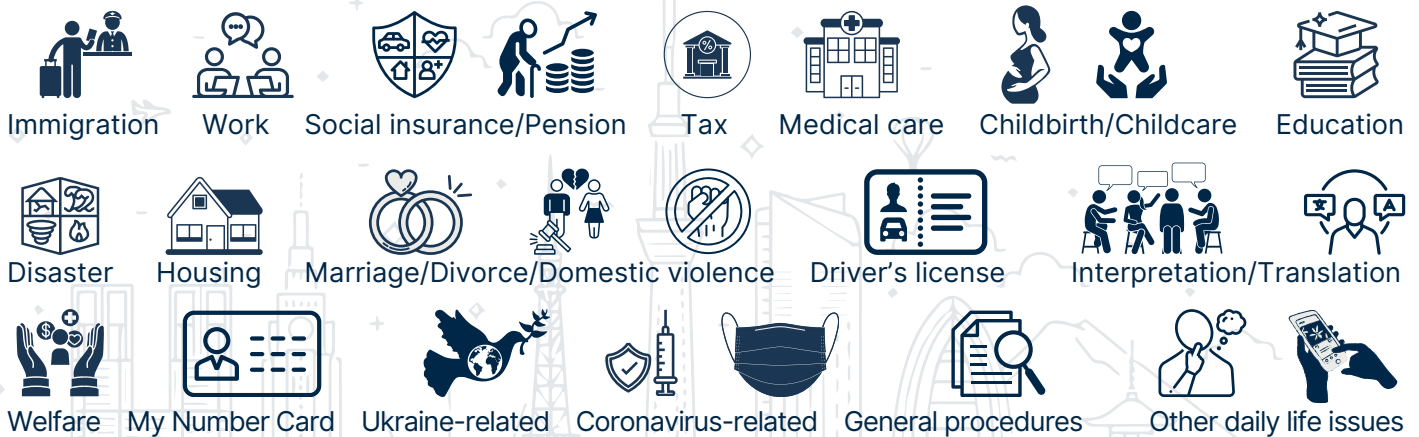 Immigration Work Social insurance/Pension Tax Medical care Childbirth/Childcare Education
Disaster Housing Marriage/Divorce/Domestic violence Driver’s license Interpretation/Translation
Welfare My Number Card Ukraine-related Coronavirus-related General procedures Other daily life issues